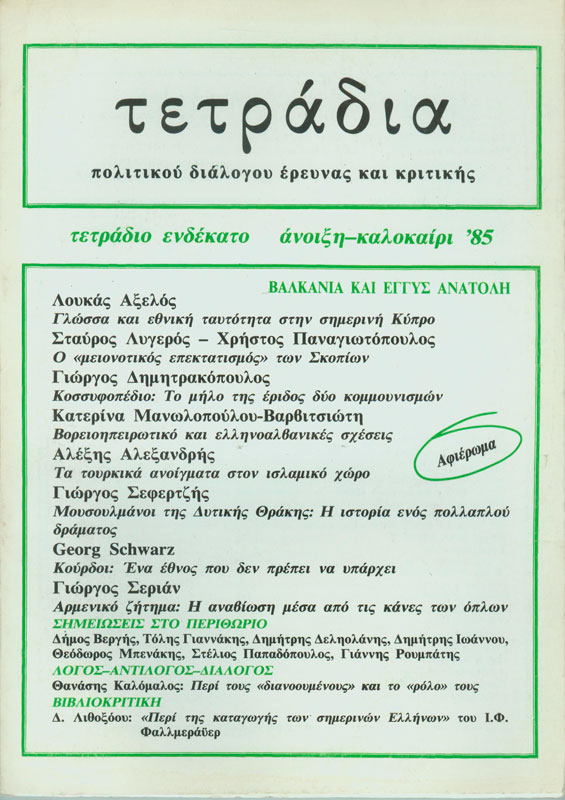 τετράδια
πολιτικού διάλογου έρευνας και κριτικής
τετράδιο ενδέκατο άνοιξη–καλοκαίρι '85
ΒΑΛΚΑΝΙΑ ΚΑΙ ΕΓΓΥΣ ΑΝΑΤΟΛΗ
Λουκάς Αξελός
Γλώσσα και εθνική ταυτότητα στην σημερινή Κύπρο
Σταύρος Λυγερός – Χρήστος Παναγιωτόπουλος
Ο «μειονοτικός επεκτατισμός» των Σκοπίων
Γιώργος Δημητρακόπουλος
Κοσσυφοπέδιο: Το μήλο της έριδος δύο κομμουνισμών
Κατερίνα Μανωλοπούλου-Βαρβιτσιώτη
Βορειοηπειρωτικό και ελληνοαλβανικές σχέσεις
Αφιέρωμα
Αλέξης Αλεξανδρής
Τα τουρκικά ανοίγματα στον ισλαμικό χώρο
Γιώργος Σεφερτζής
Μουσουλμάνοι της Δυτικής Θράκης: Η ιστορία ενός πολλαπλού
δράματος
Georg Schwarz
Κούρδοι: Ένα έθνος που δεν πρέπει να υπάρχει
Γιώργος Σεριάν
Αρμενικό ζήτημα: Η αναβίωση μέσα από τις κάνες των όπλων
ΣΗΜΕΙΩΣΕΙΣ ΣΤΟ ΠΕΡΙΘΩΡΙΟ
Δήμος Βεργής, Τόλης Γιαννάκης, Δημήτρης Δεληολάνης, Δημήτρης Ιωάννου,
Θεόδωρος Μπενάκης, Στέλιος Παπαδόπουλος, Γιάννης Ρουμπάτης
ΛΟΓΟΣ–ΑΝΤΙΛΟΓΟΣ–ΔΙΑΛΟΓΟΣ
Θανάσης Καλόμαλος: Περί τους «διανοουμένους» και το «ρόλο» τους
ΒΙΒΛΙΟΚΡΙΤΙΚΗ
Δ. Λιθοξόου: «Περί της καταγωγής των σημερινών Ελλήνων» του Ι.Φ.
Φαλλμεράϋερ